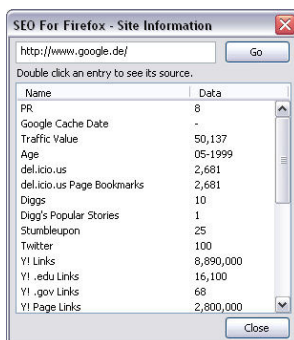 SEO For Firefox - Site Information
http://www.google.de/ Go
Double click an entry to see its source.
Name Data
PR 8
Google Cache Date -
Traffic Value 50,137
Age 05-1999
del.icio.us 2,681
del.icio.us Page Bookmarks 2,681
Diggs 10
Digg's Popular Stories 1
Stumbleupon 25
Twitter 100
Y! Links 8,890,000
Y! .edu Links 16,100
Y! .gov Links 68
Y! Page Links 2,800,000
Close